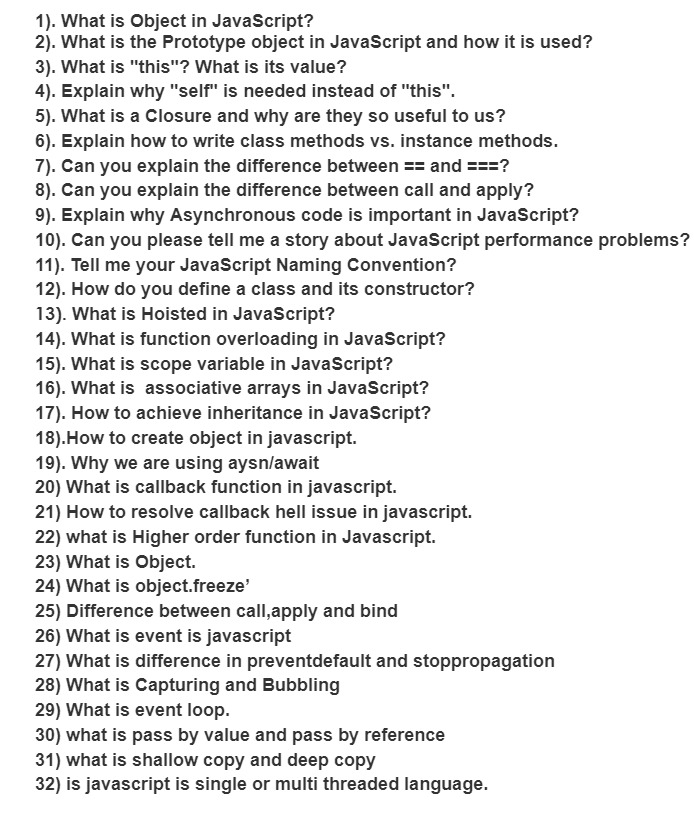 1). What is Object in JavaScript?
2). What is the Prototype object in JavaScript and how it is used?
3). What is "this"? What is its value?
4). Explain why "self" is needed instead of "this".
5). What is a Closure and why are they so useful to us?
6). Explain how to write class methods vs. instance methods.
7). Can you explain the difference between == and ===?
8). Can you explain the difference between call and apply?
9). Explain why Asynchronous code is important in JavaScript?
10). Can you please tell me a story about JavaScript performance problems?
11). Tell me your JavaScript Naming Convention?
12). How do you define a class and its constructor?
13). What is Hoisted in JavaScript?
14). What is function overloading in JavaScript?
15). What is scope variable in JavaScript?
16). What is  associative arrays in JavaScript?
17). How to achieve inheritance in JavaScript?
18).How to create object in javascript.
19). Why we are using aysn/await
20) What is callback function in javascript.
21) How to resolve callback hell issue in javascript.
22) what is Higher order function in Javascript.
23) What is Object.
24) What is object.freeze’
25) Difference between call,apply and bind
26) What is event is javascript
27) What is difference in preventdefault and stoppropagation
28) What is Capturing and Bubbling
29) What is event loop.
30) what is pass by value and pass by reference
31) what is shallow copy and deep copy
32) is javascript is single or multi threaded language.